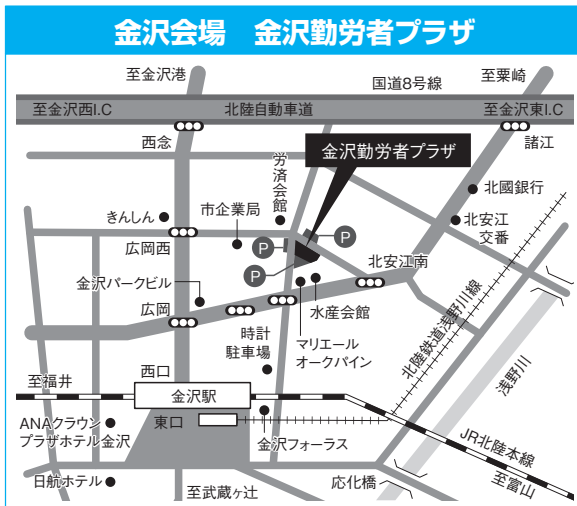 金沢会場　金沢勤労者プラザ
至金沢港
至粟崎
国道8号線
至金沢西I.C
北陸自動車道
至金沢東I.C
西念
諸江
労済会館
金沢勤労者プラザ
北國銀行
きんしん
市企業局
北安江
交番
P
P
広岡西
P
北安江南
金沢パークビル
広岡
水産会館
時計
駐車場
マリエール
オークパイン
北陸鉄道浅野川線
浅野川
西口
至福井
金沢駅
ANAクラウン
プラザホテル金沢
東口
金沢フォーラス
JR北陸本線
至富山
日航ホテル
至武蔵ヶ辻
応化橋